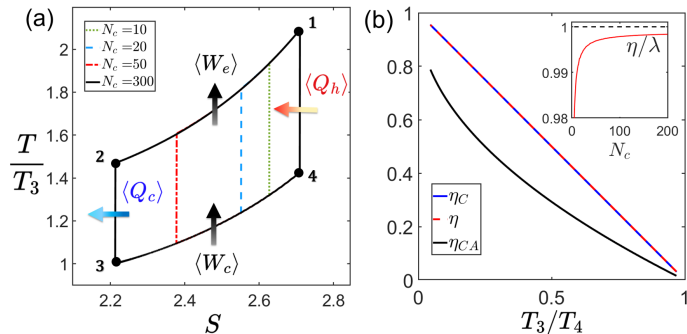 (a)
N_c = 10
N_c = 20
N_c = 50
N_c = 300
⟨W_e⟩
⟨Q_h⟩
⟨Q_c⟩
⟨W_c⟩
1
2
3
4
T/T_3
2
1.8
1.6
1.4
1.2
1
2.2
2.4
2.6
2.8
S
(b)
1
0.8
0.6
0.4
0.2
0
0
0.5
1
T_3/T_4
η_C
η
η_CA
1
0.99
0.98
0
100
200
η/λ
N_c